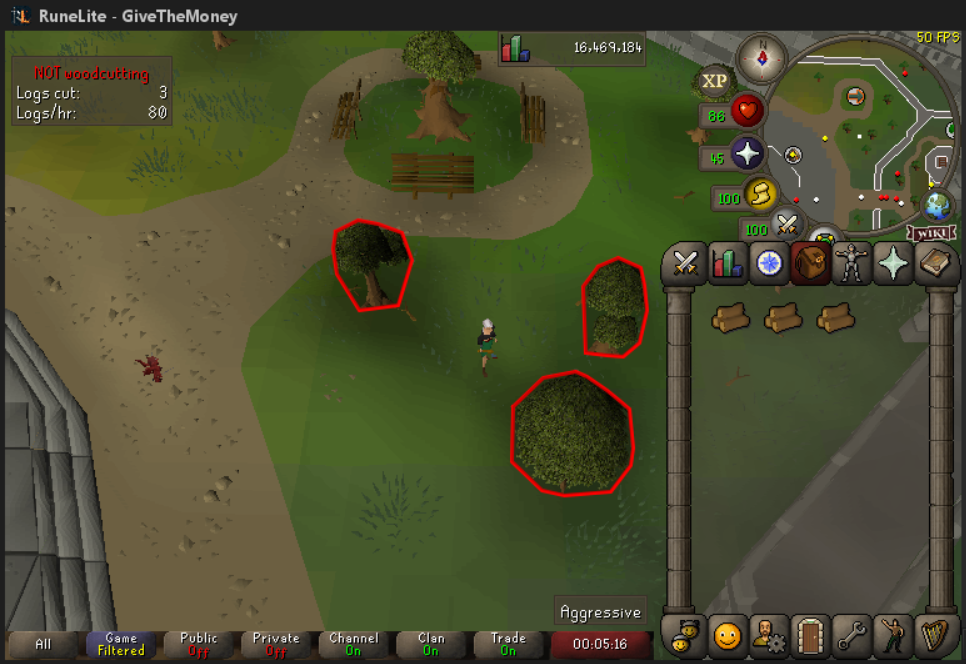 RuneLite - GiveTheMoney
50 FPS
16,469,184
NOT woodcutting
Logs cut: 3
Logs/hr: 80
N
XP
86
45
100
100
WIKI
Aggressive
All
Game
Filtered
Public
Off
Private
Off
Channel
On
Clan
On
Trade
On
00:05:16